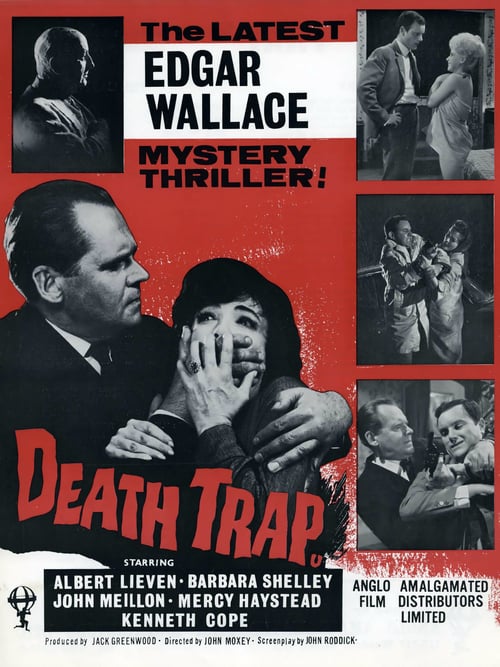 The LATEST
EDGAR
WALLACE
MYSTERY
THRILLER!
DEATH TRAP
U
STARRING
ALBERT LIEVEN · BARBARA SHELLEY
JOHN MEILLON · MERCY HAYSTEAD
KENNETH COPE
ANGLO AMALGAMATED
FILM DISTRIBUTORS
LIMITED
Produced by JACK GREENWOOD · Directed by JOHN MOXEY · Screenplay by JOHN RODDICK ·